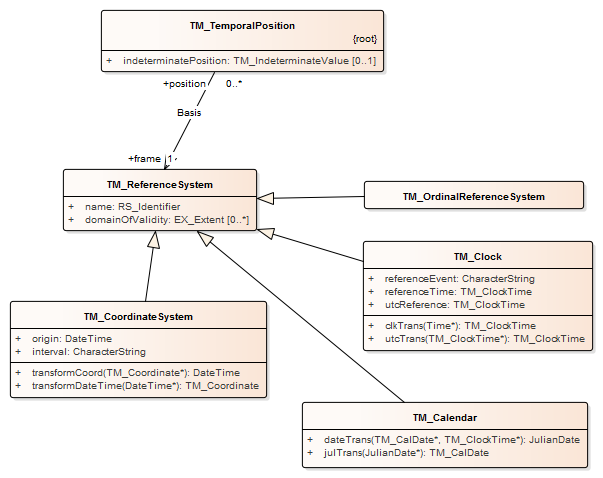 TM_TemporalPosition
{root}
+ indeterminatePosition: TM_IndeterminateValue [0..1]
+position 0..*
Basis
+frame 1
TM_ReferenceSystem
+ name: RS_Identifier
+ domainOfValidity: EX_Extent [0..*]
TM_OrdinalReferenceSystem
TM_Clock
+ referenceEvent: CharacterString
+ referenceTime: TM_ClockTime
+ utcReference: TM_ClockTime
+ clkTrans(Time*): TM_ClockTime
+ utcTrans(TM_ClockTime*): TM_ClockTime
TM_CoordinateSystem
+ origin: DateTime
+ interval: CharacterString
+ transformCoord(TM_Coordinate*): DateTime
+ transformDateTime(DateTime*): TM_Coordinate
TM_Calendar
+ dateTrans(TM_CalDate*, TM_ClockTime*): JulianDate
+ julTrans(JulianDate*): TM_CalDate